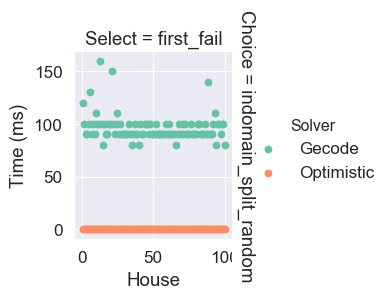 Select = first_fail
Choice = indomain_split_random
Time (ms)
150
100
50
0
0
50
100
House
Solver
Gecode
Optimistic